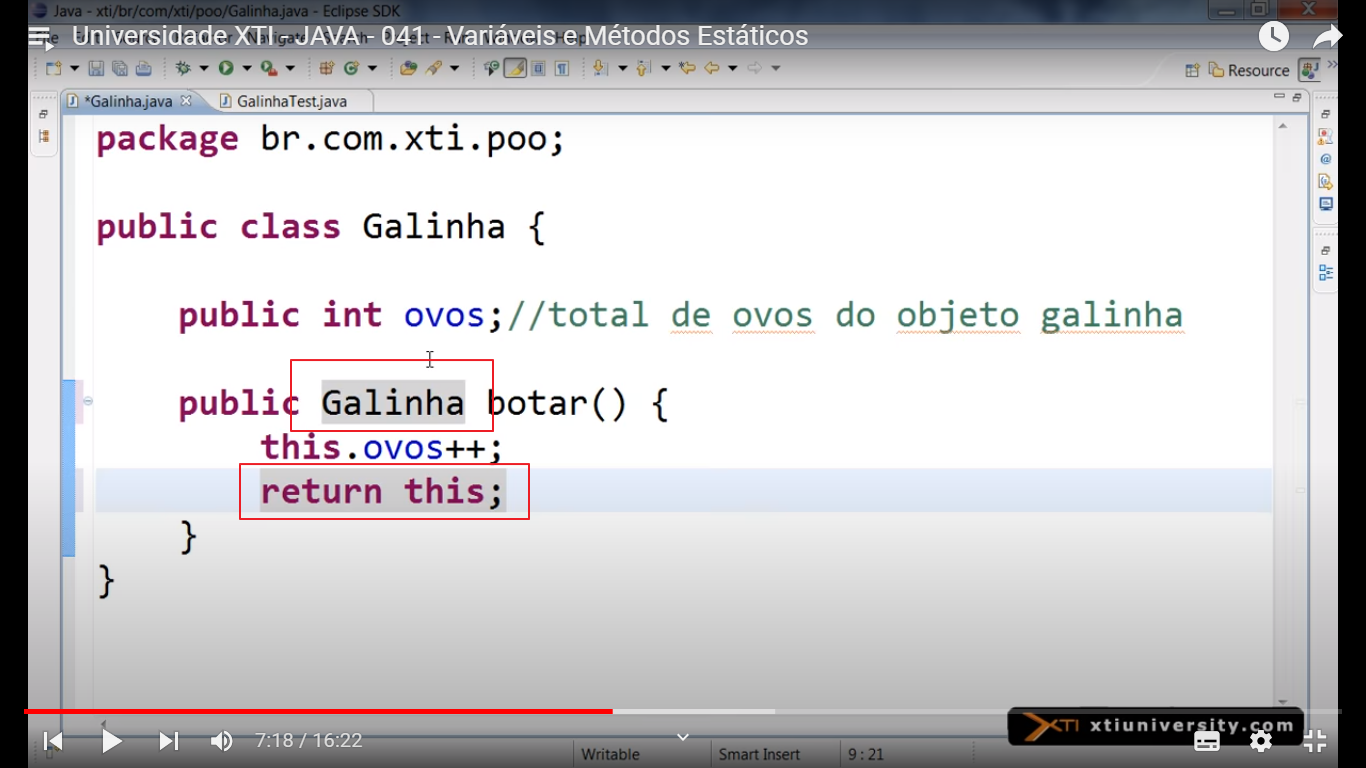 Java - xti/br/com/xti/poo/Galinha.java - Eclipse SDK
Universidade XTI - JAVA - 041 - Variáveis e Métodos Estáticos
Resource
*Galinha.java
GalinhaTest.java
package br.com.xti.poo;
public class Galinha {
public int ovos;//total de ovos do objeto galinha
public Galinha botar() {
this.ovos++;
return this;
}
}
XTI xtiuniversity.com
7:18 / 16:22
Writable
Smart Insert
9 : 21